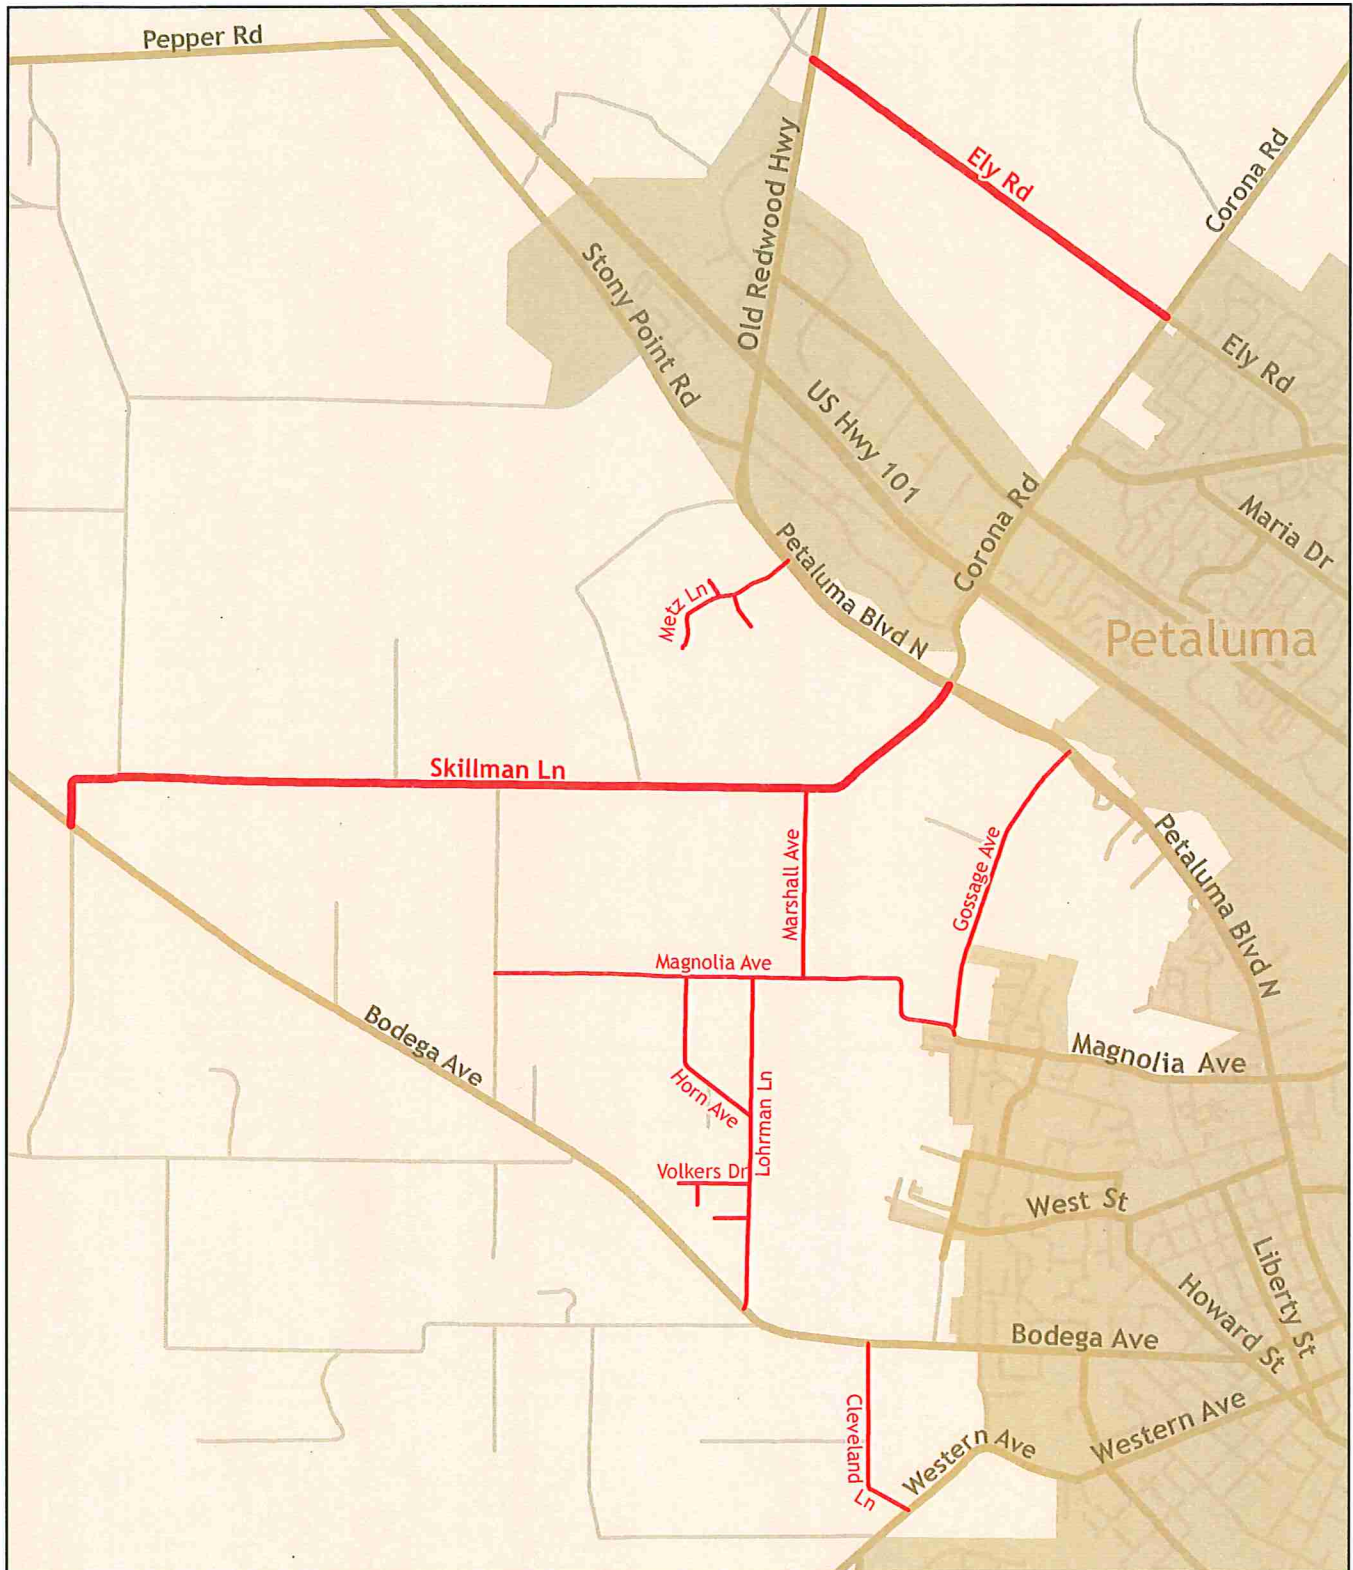 Pepper Rd
Ely Rd
Corona Rd
Old Redwood Hwy
Stony Point Rd
Ely Rd
US Hwy 101
Corona Rd
Maria Dr
Petaluma Blvd N
Metz Ln
Petaluma
Skillman Ln
Marshall Ave
Gossage Ave
Petaluma Blvd N
Magnolia Ave
Bodega Ave
Magnolia Ave
Horn Ave
Lohrman Ln
Volkers Dr
West St
Liberty St
Howard St
Bodega Ave
Cleveland Ln
Western Ave
Western Ave